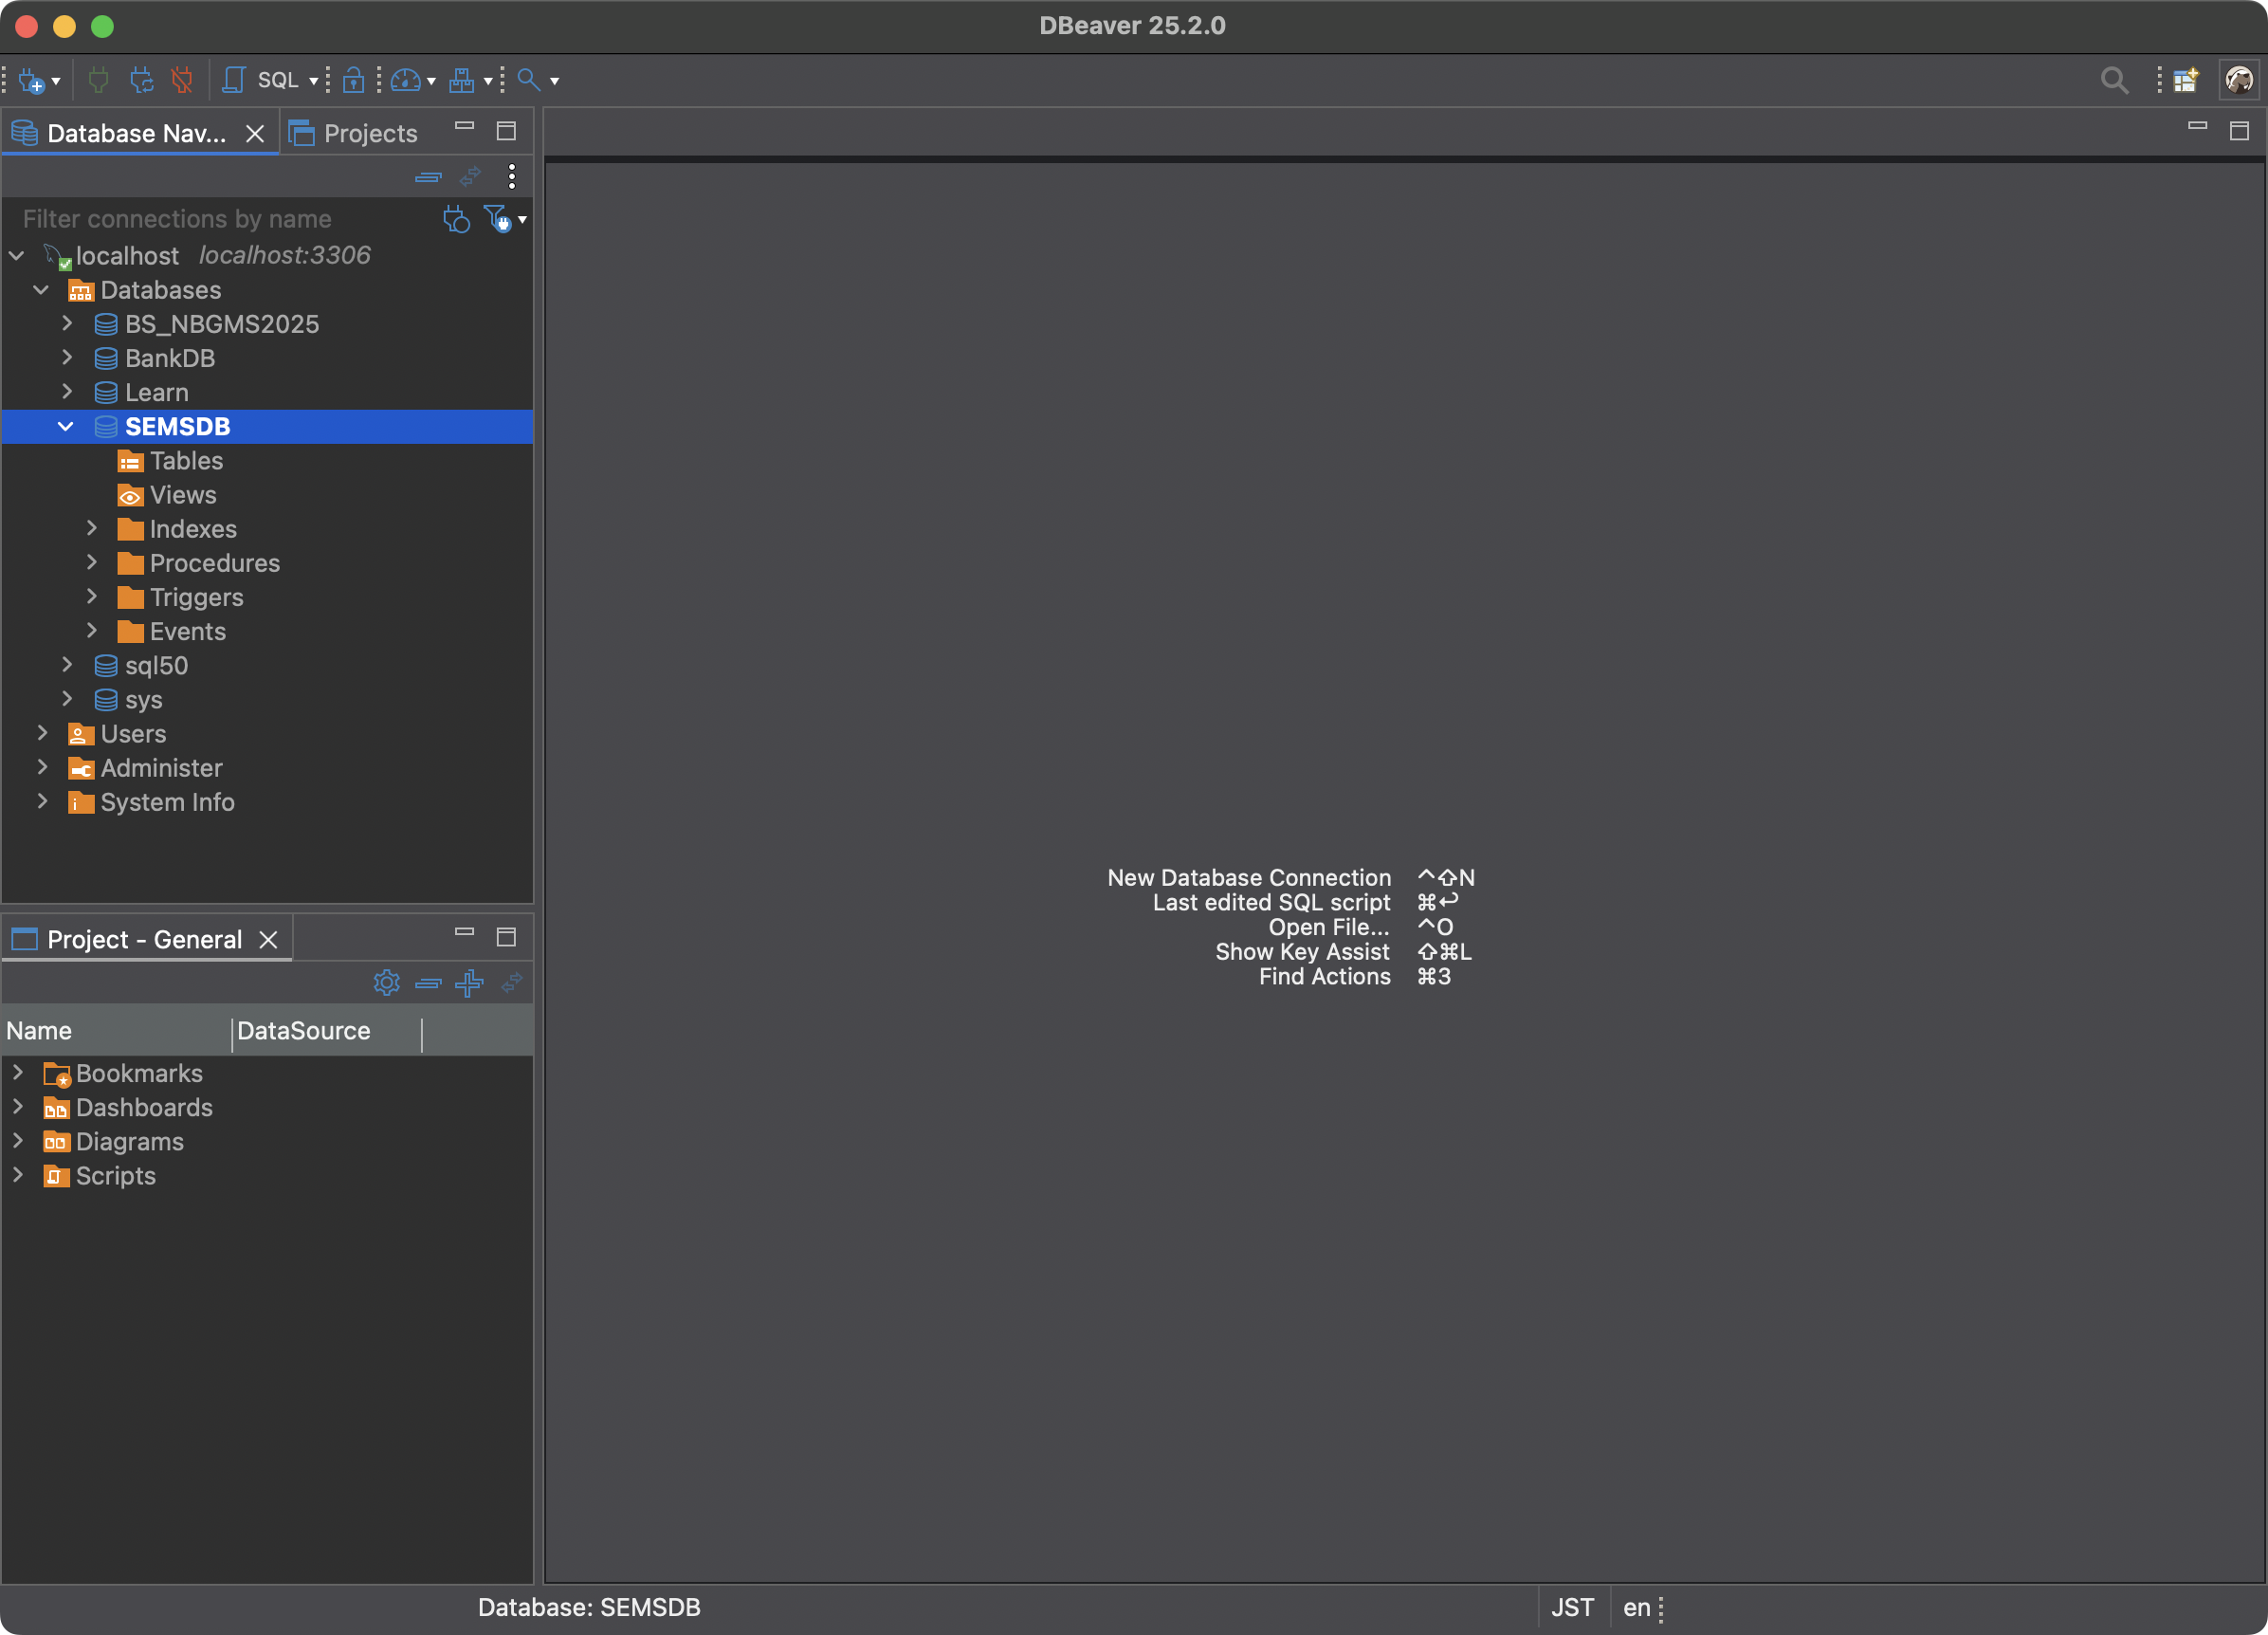 DBeaver 25.2.0
SQL
Database Nav...
Projects
Filter connections by name
localhost localhost:3306
Databases
BS_NBGMS2025
BankDB
Learn
SEMSDB
Tables
Views
Indexes
Procedures
Triggers
Events
sql50
sys
Users
Administer
System Info
New Database Connection ^⇧N
Last edited SQL script ⌘↩
Open File... ^O
Show Key Assist ⇧⌘L
Find Actions ⌘3
Project - General
Name DataSource
Bookmarks
Dashboards
Diagrams
Scripts
Database: SEMSDB
JST en